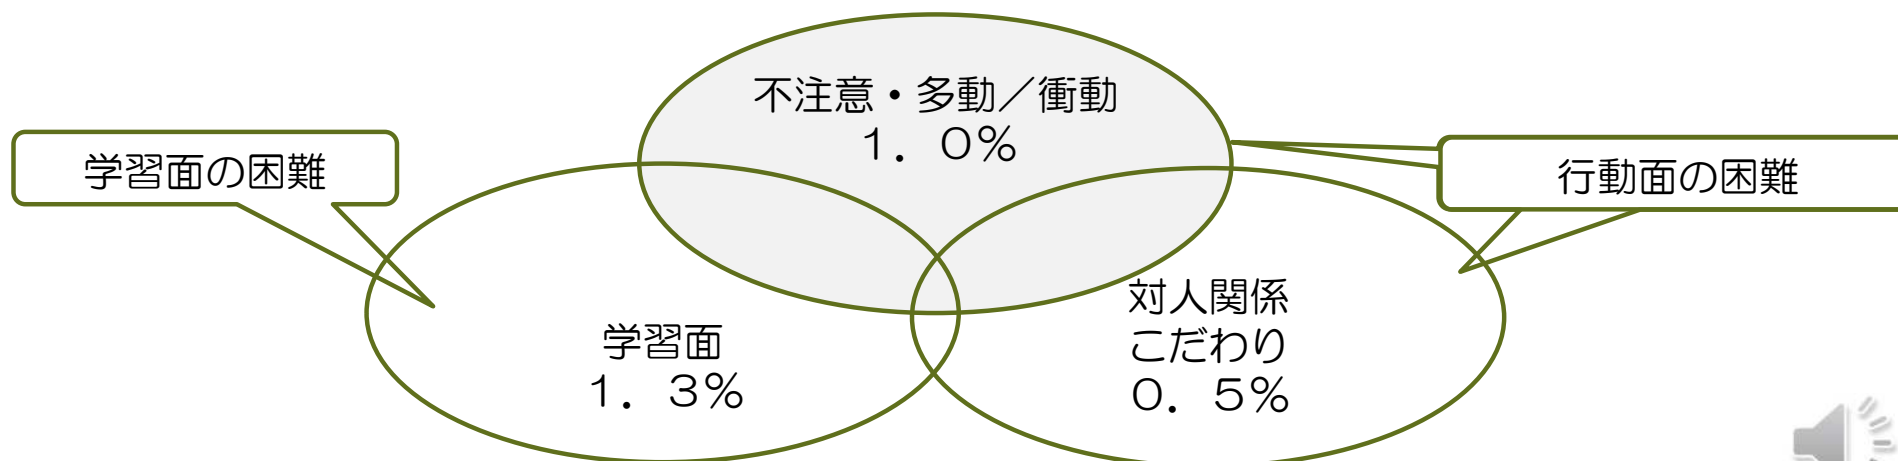 不注意・多動／衝動
１．０％
学習面の困難
行動面の困難
対人関係
こだわり
０．５％
学習面
１．３％